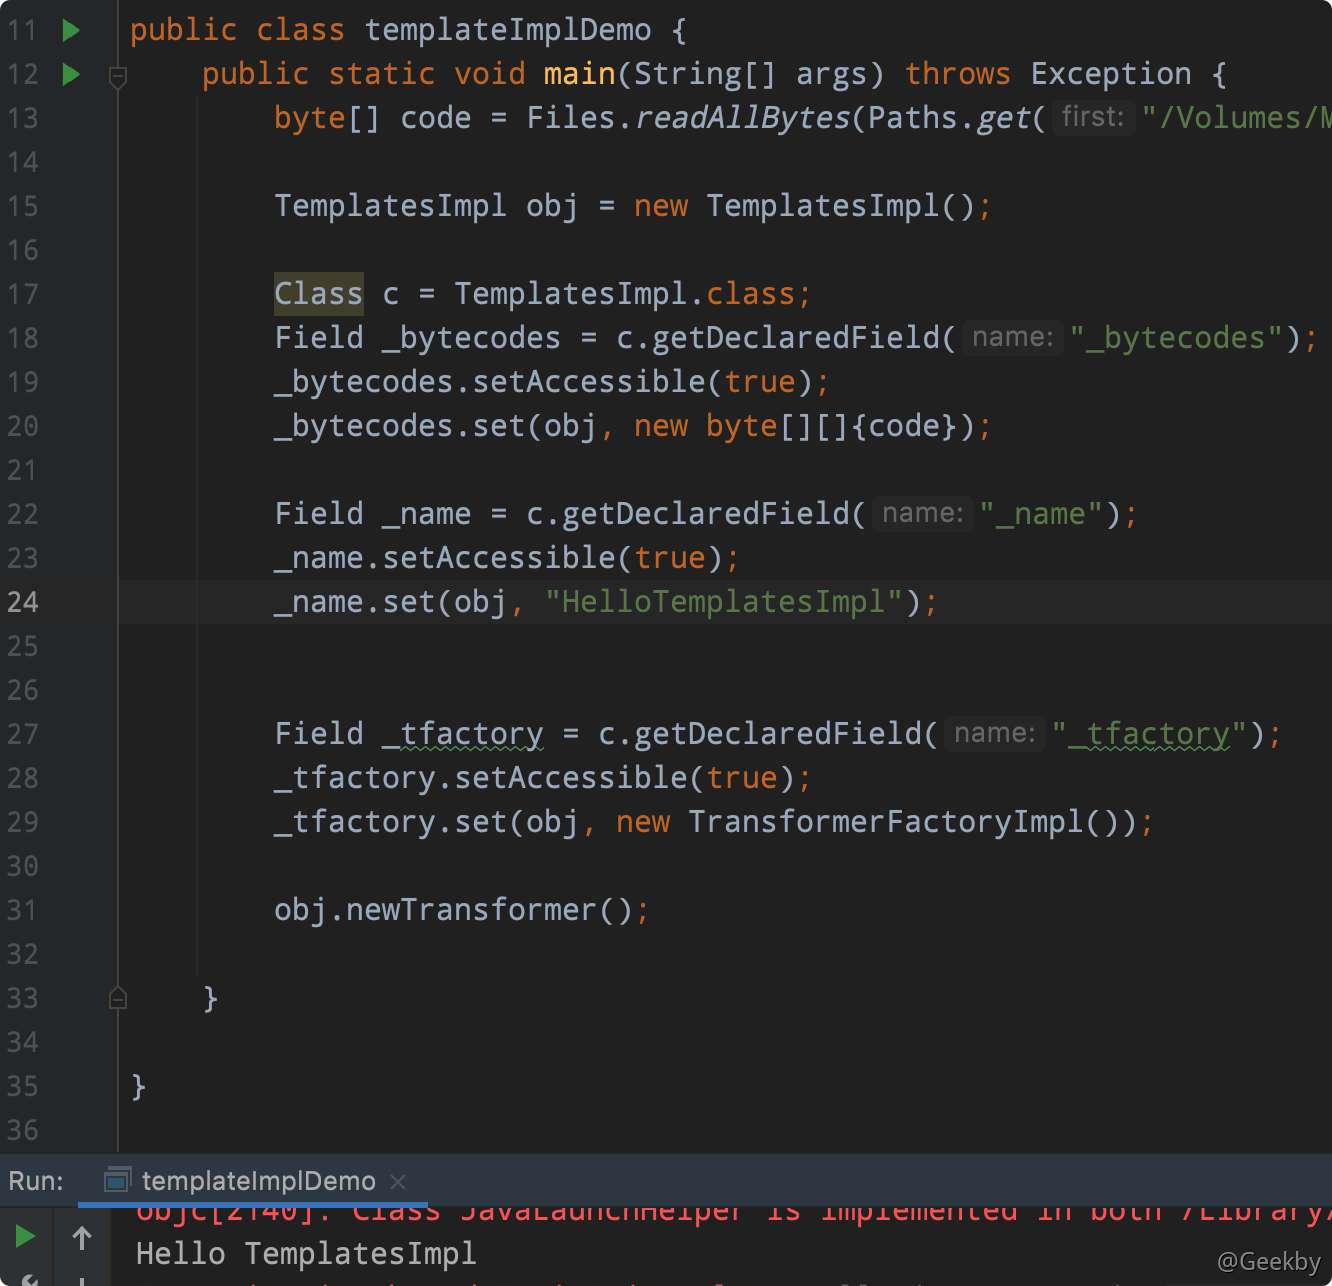 11 public class templateImplDemo {
12 public static void main(String[] args) throws Exception {
13 byte[] code = Files.readAllBytes(Paths.get( first: "/Volumes/
14
15 TemplatesImpl obj = new TemplatesImpl();
16
17 Class c = TemplatesImpl.class;
18 Field _bytecodes = c.getDeclaredField( name: "_bytecodes");
19 _bytecodes.setAccessible(true);
20 _bytecodes.set(obj, new byte[][]{code});
21
22 Field _name = c.getDeclaredField( name: "_name");
23 _name.setAccessible(true);
24 _name.set(obj, "HelloTemplatesImpl");
25
26
27 Field _tfactory = c.getDeclaredField( name: "_tfactory");
28 _tfactory.setAccessible(true);
29 _tfactory.set(obj, new TransformerFactoryImpl());
30
31 obj.newTransformer();
32
33 }
34
35 }
36
Run: templateImplDemo
objc[2140]: Class JavaLaunchHelper is implemented in both /Library/
Hello TemplatesImpl
@Geekby